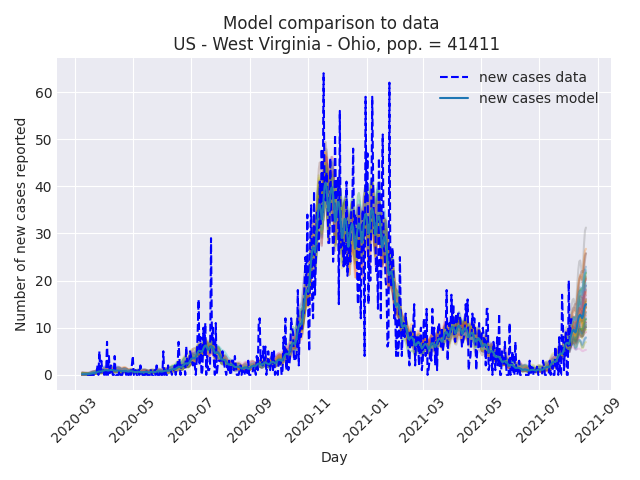 Model comparison to data
US - West Virginia - Ohio, pop. = 41411
new cases data
new cases model
Number of new cases reported
60
50
40
30
20
10
0
2020-03
2020-05
2020-07
2020-09
2020-11
2021-01
2021-03
2021-05
2021-07
2021-09
Day